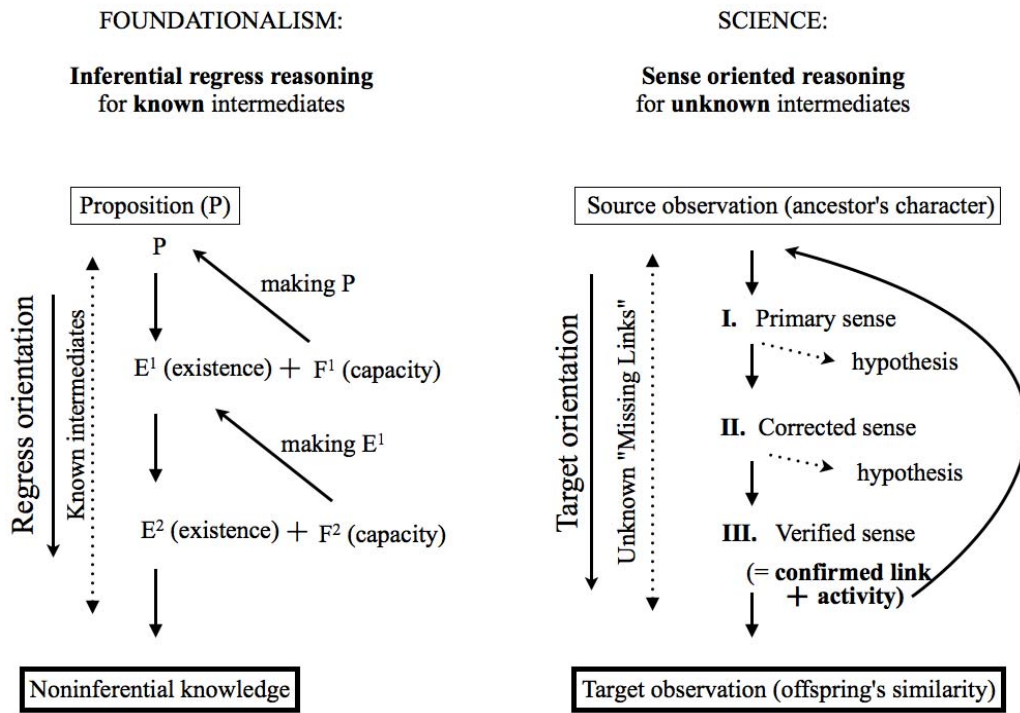 FOUNDATIONALISM:
Inferential regress reasoning
for known intermediates
Proposition (P)
P
making P
E¹ (existence) + F¹ (capacity)
making E¹
E² (existence) + F² (capacity)
Regress orientation
Known intermediates
Noninferential knowledge
SCIENCE:
Sense oriented reasoning
for unknown intermediates
Source observation (ancestor's character)
I. Primary sense
hypothesis
II. Corrected sense
hypothesis
III. Verified sense
(= confirmed link
+ activity)
Target orientation
Unknown "Missing Links"
Target observation (offspring's similarity)